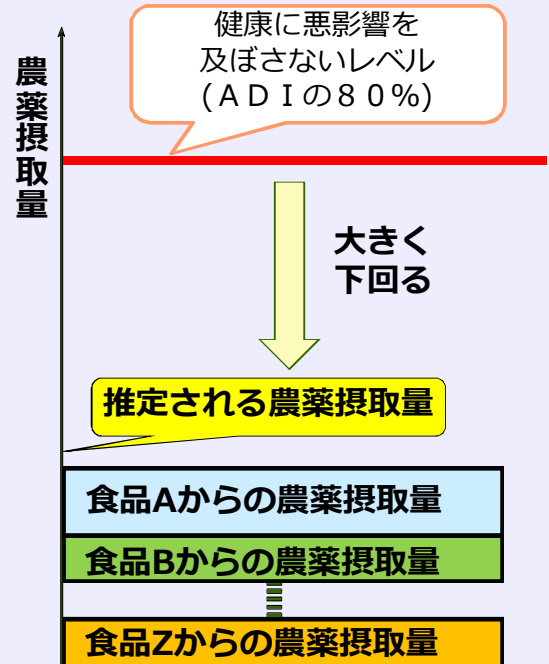 健康に悪影響を
及ぼさないレベル
(ＡＤＩの８０%)
農薬摂取量
大きく
下回る
推定される農薬摂取量
食品Aからの農薬摂取量
食品Bからの農薬摂取量
食品Zからの農薬摂取量